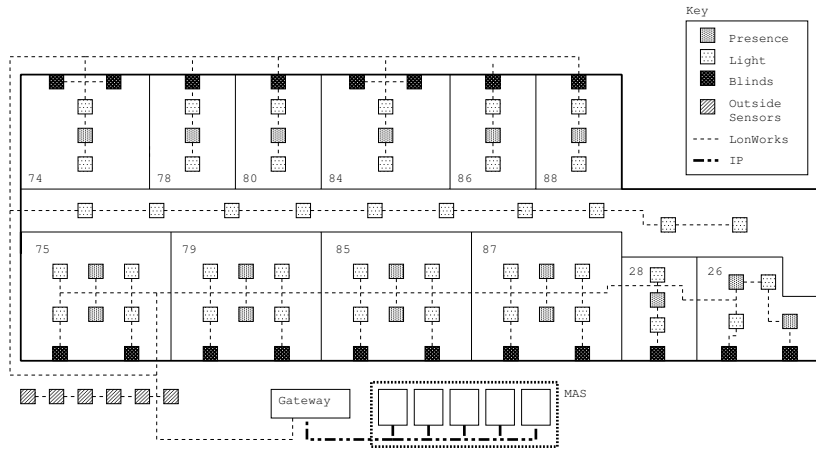 Key
Presence
Light
Blinds
Outside
Sensors
LonWorks
IP
74
78
80
84
86
88
75
79
85
87
28
26
Gateway
MAS